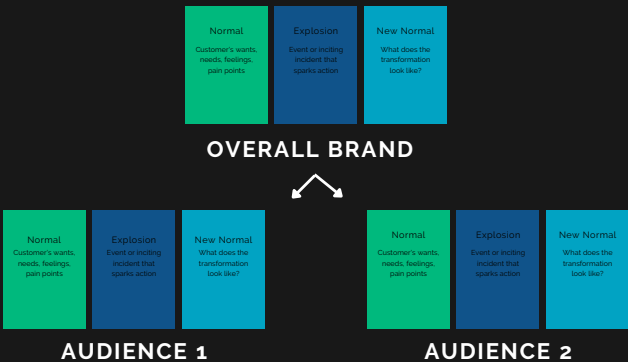 Normal
Customer's wants,
needs, feelings,
pain points
Explosion
Event or inciting
incident that
sparks action
New Normal
What does the
transformation
look like?
OVERALL BRAND
Normal
Customer's wants,
needs, feelings,
pain points
Explosion
Event or inciting
incident that
sparks action
New Normal
What does the
transformation
look like?
AUDIENCE 1
Normal
Customer's wants,
needs, feelings,
pain points
Explosion
Event or inciting
incident that
sparks action
New Normal
What does the
transformation
look like?
AUDIENCE 2